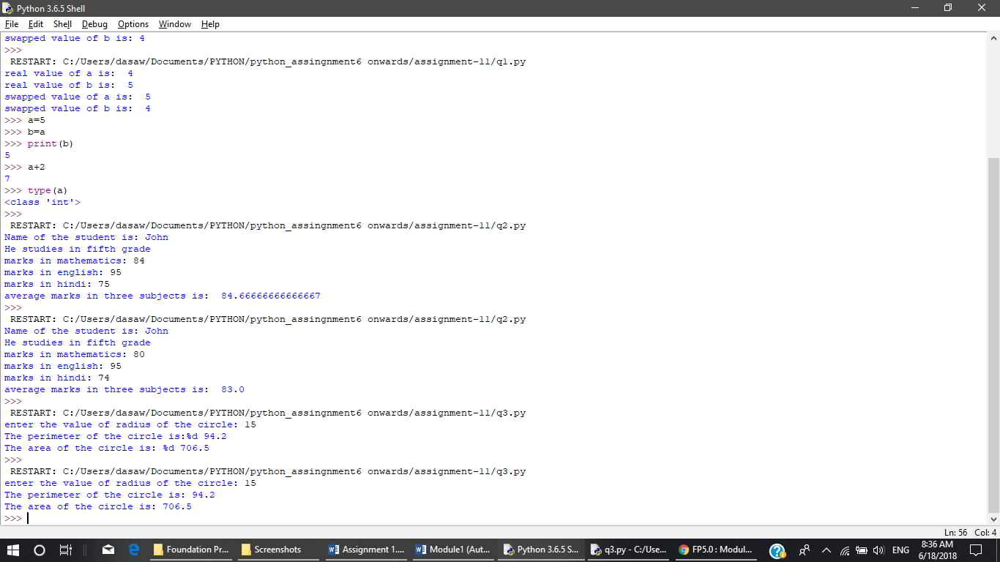 Python 3.6.5 Shell
File Edit Shell Debug Options Window Help
swapped value of b is: 4
>>>
RESTART: C:/Users/dasaw/Documents/PYTHON/python_assingnment6 onwards/assignment-11/q1.py
real value of a is:  4
real value of b is:  5
swapped value of a is:  5
swapped value of b is:  4
>>> a=5
>>> b=a
>>> print(b)
5
>>> a+2
7
>>> type(a)
<class 'int'>
>>>
RESTART: C:/Users/dasaw/Documents/PYTHON/python_assingnment6 onwards/assignment-11/q2.py
Name of the student is: John
He studies in fifth grade
marks in mathematics: 84
marks in english: 95
marks in hindi: 75
average marks in three subjects is:  84.66666666666667
>>>
RESTART: C:/Users/dasaw/Documents/PYTHON/python_assingnment6 onwards/assignment-11/q2.py
Name of the student is: John
He studies in fifth grade
marks in mathematics: 80
marks in english: 95
marks in hindi: 74
average marks in three subjects is:  83.0
>>>
RESTART: C:/Users/dasaw/Documents/PYTHON/python_assingnment6 onwards/assignment-11/q3.py
enter the value of radius of the circle: 15
The perimeter of the circle is:%d 94.2
The area of the circle is: %d 706.5
>>>
RESTART: C:/Users/dasaw/Documents/PYTHON/python_assingnment6 onwards/assignment-11/q3.py
enter the value of radius of the circle: 15
The perimeter of the circle is: 94.2
The area of the circle is: 706.5
>>>
Ln: 56 Col: 4
Foundation Pr... Screenshots Assignment 1.... Module1 (Aut... Python 3.6.5 S... q3.py - C:/Use... FP5.0 : Modul... ENG 8:36 AM
6/18/2018